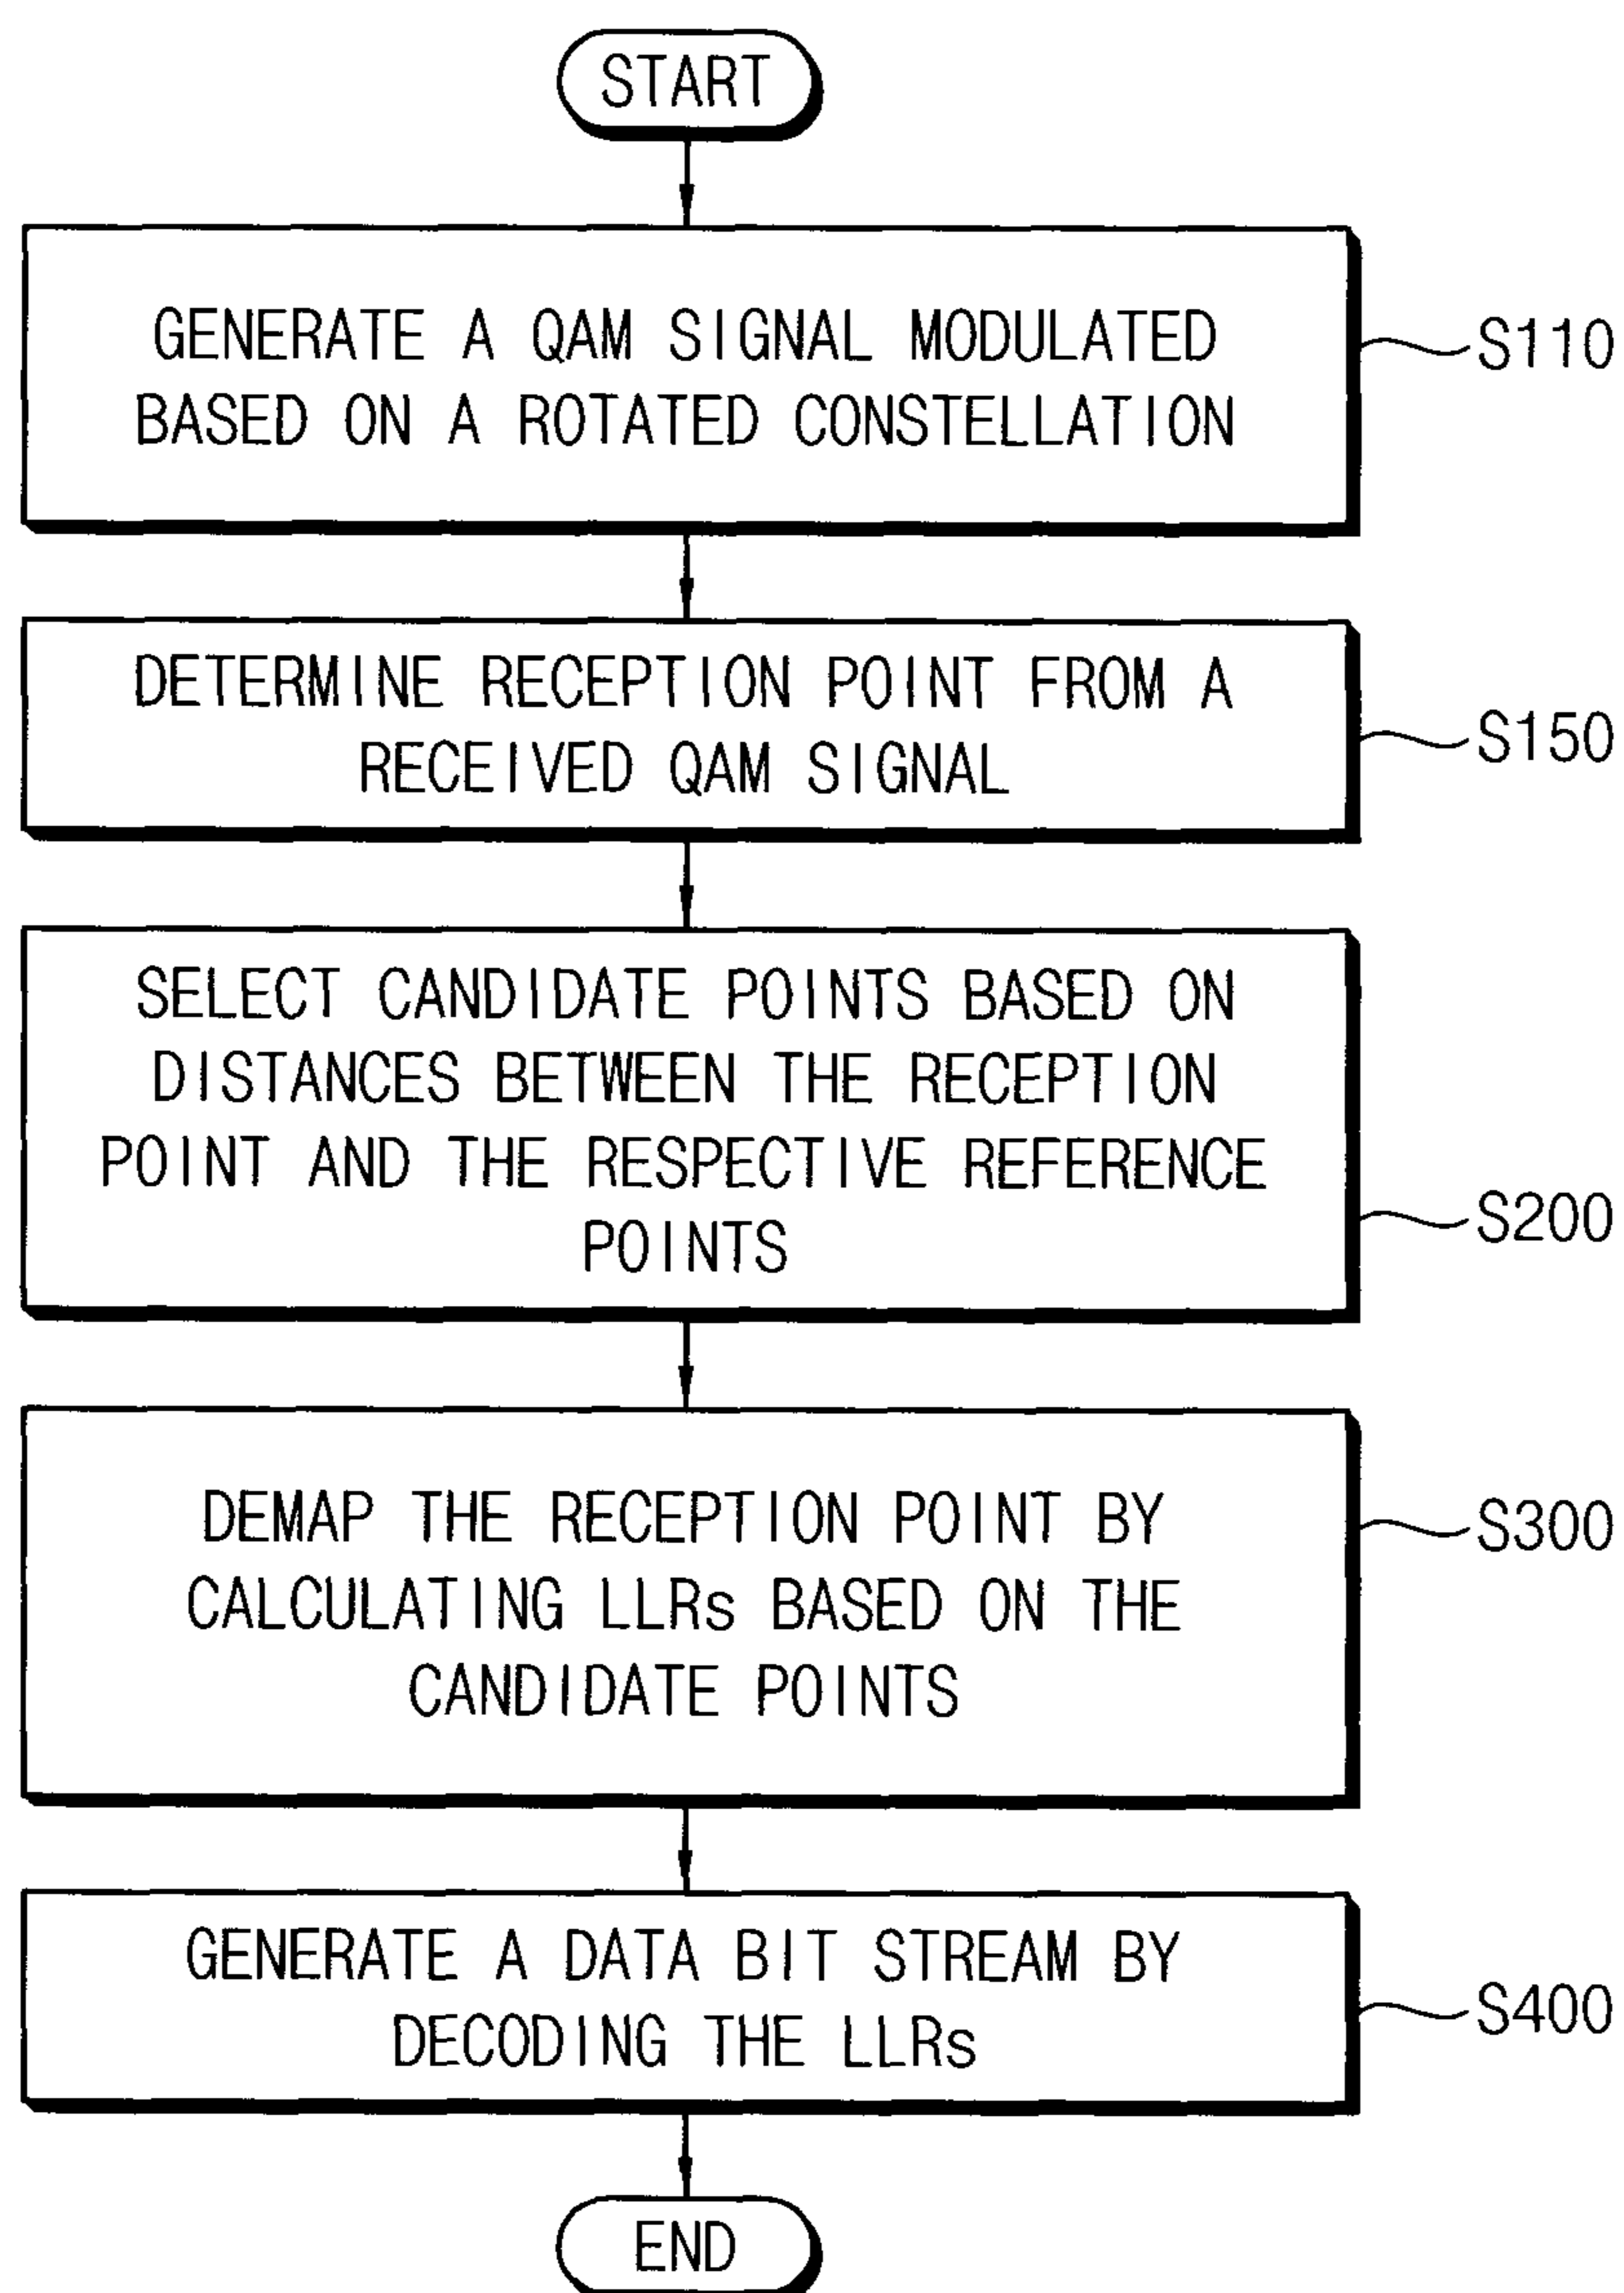 START
GENERATE A QAM SIGNAL MODULATED
BASED ON A ROTATED CONSTELLATION
S110
DETERMINE RECEPTION POINT FROM A
RECEIVED QAM SIGNAL
S150
SELECT CANDIDATE POINTS BASED ON
DISTANCES BETWEEN THE RECEPTION
POINT AND THE RESPECTIVE REFERENCE
POINTS
S200
DEMAP THE RECEPTION POINT BY
CALCULATING LLRs BASED ON THE
CANDIDATE POINTS
S300
GENERATE A DATA BIT STREAM BY
DECODING THE LLRs
S400
END